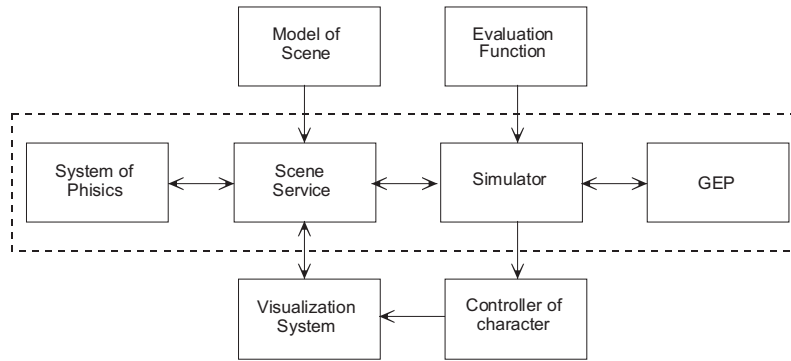 Model of
Scene
Evaluation
Function
System of
Phisics
Scene
Service
Simulator
GEP
Visualization
System
Controller of
character